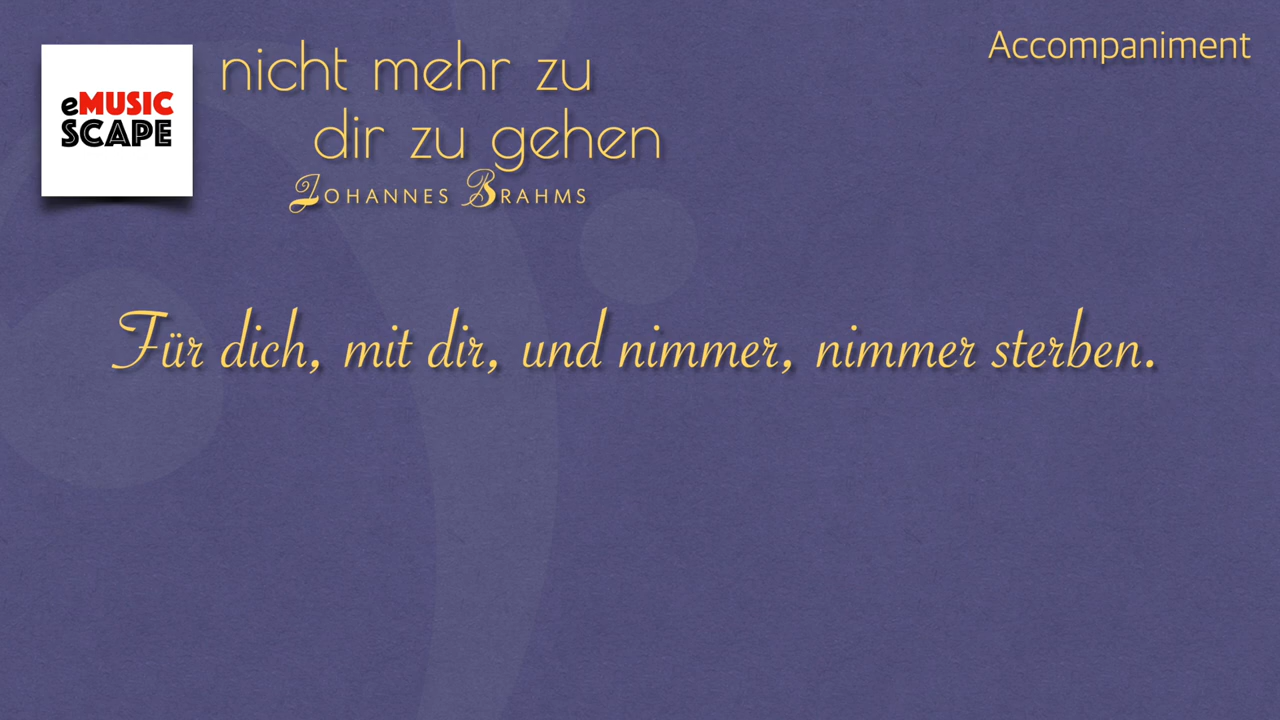 eMUSIC
SCAPE
nicht mehr zu
dir zu gehen
Johannes Brahms
Accompaniment
Für dich, mit dir, und nimmer, nimmer sterben.